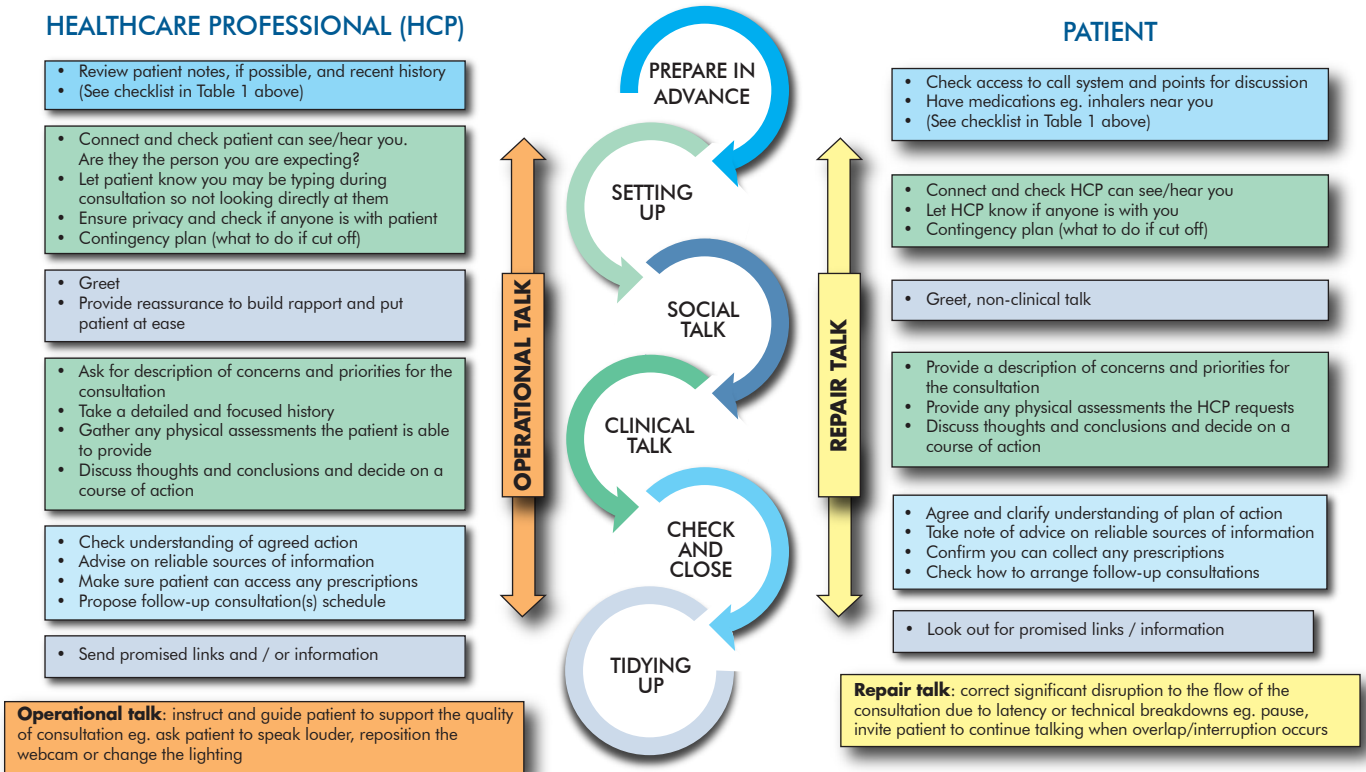 HEALTHCARE PROFESSIONAL (HCP)
• Review patient notes, if possible, and recent history
• (See checklist in Table 1 above)
• Connect and check patient can see/hear you.
Are they the person you are expecting?
• Let patient know you may be typing during
consultation so not looking directly at them
• Ensure privacy and check if anyone is with patient
• Contingency plan (what to do if cut off)
• Greet
• Provide reassurance to build rapport and put
patient at ease
• Ask for description of concerns and priorities for the
consultation
• Take a detailed and focused history
• Gather any physical assessments the patient is able
to provide
• Discuss thoughts and conclusions and decide on a
course of action
• Check understanding of agreed action
• Advise on reliable sources of information
• Make sure patient can access any prescriptions
• Propose follow-up consultation(s) schedule
• Send promised links and / or information
Operational talk: instruct and guide patient to support the quality
of consultation eg. ask patient to speak louder, reposition the
webcam or change the lighting
OPERATIONAL TALK
PREPARE IN
ADVANCE
SETTING
UP
SOCIAL
TALK
CLINICAL
TALK
CHECK
AND
CLOSE
TIDYING
UP
REPAIR TALK
PATIENT
• Check access to call system and points for discussion
• Have medications eg. inhalers near you
• (See checklist in Table 1 above)
• Connect and check HCP can see/hear you
• Let HCP know if anyone is with you
• Contingency plan (what to do if cut off)
• Greet, non-clinical talk
• Provide a description of concerns and priorities for
the consultation
• Provide any physical assessments the HCP requests
• Discuss thoughts and conclusions and decide on a
course of action
• Agree and clarify understanding of plan of action
• Take note of advice on reliable sources of information
• Confirm you can collect any prescriptions
• Check how to arrange follow-up consultations
• Look out for promised links / information
Repair talk: correct significant disruption to the flow of the
consultation due to latency or technical breakdowns eg. pause,
invite patient to continue talking when overlap/interruption occurs